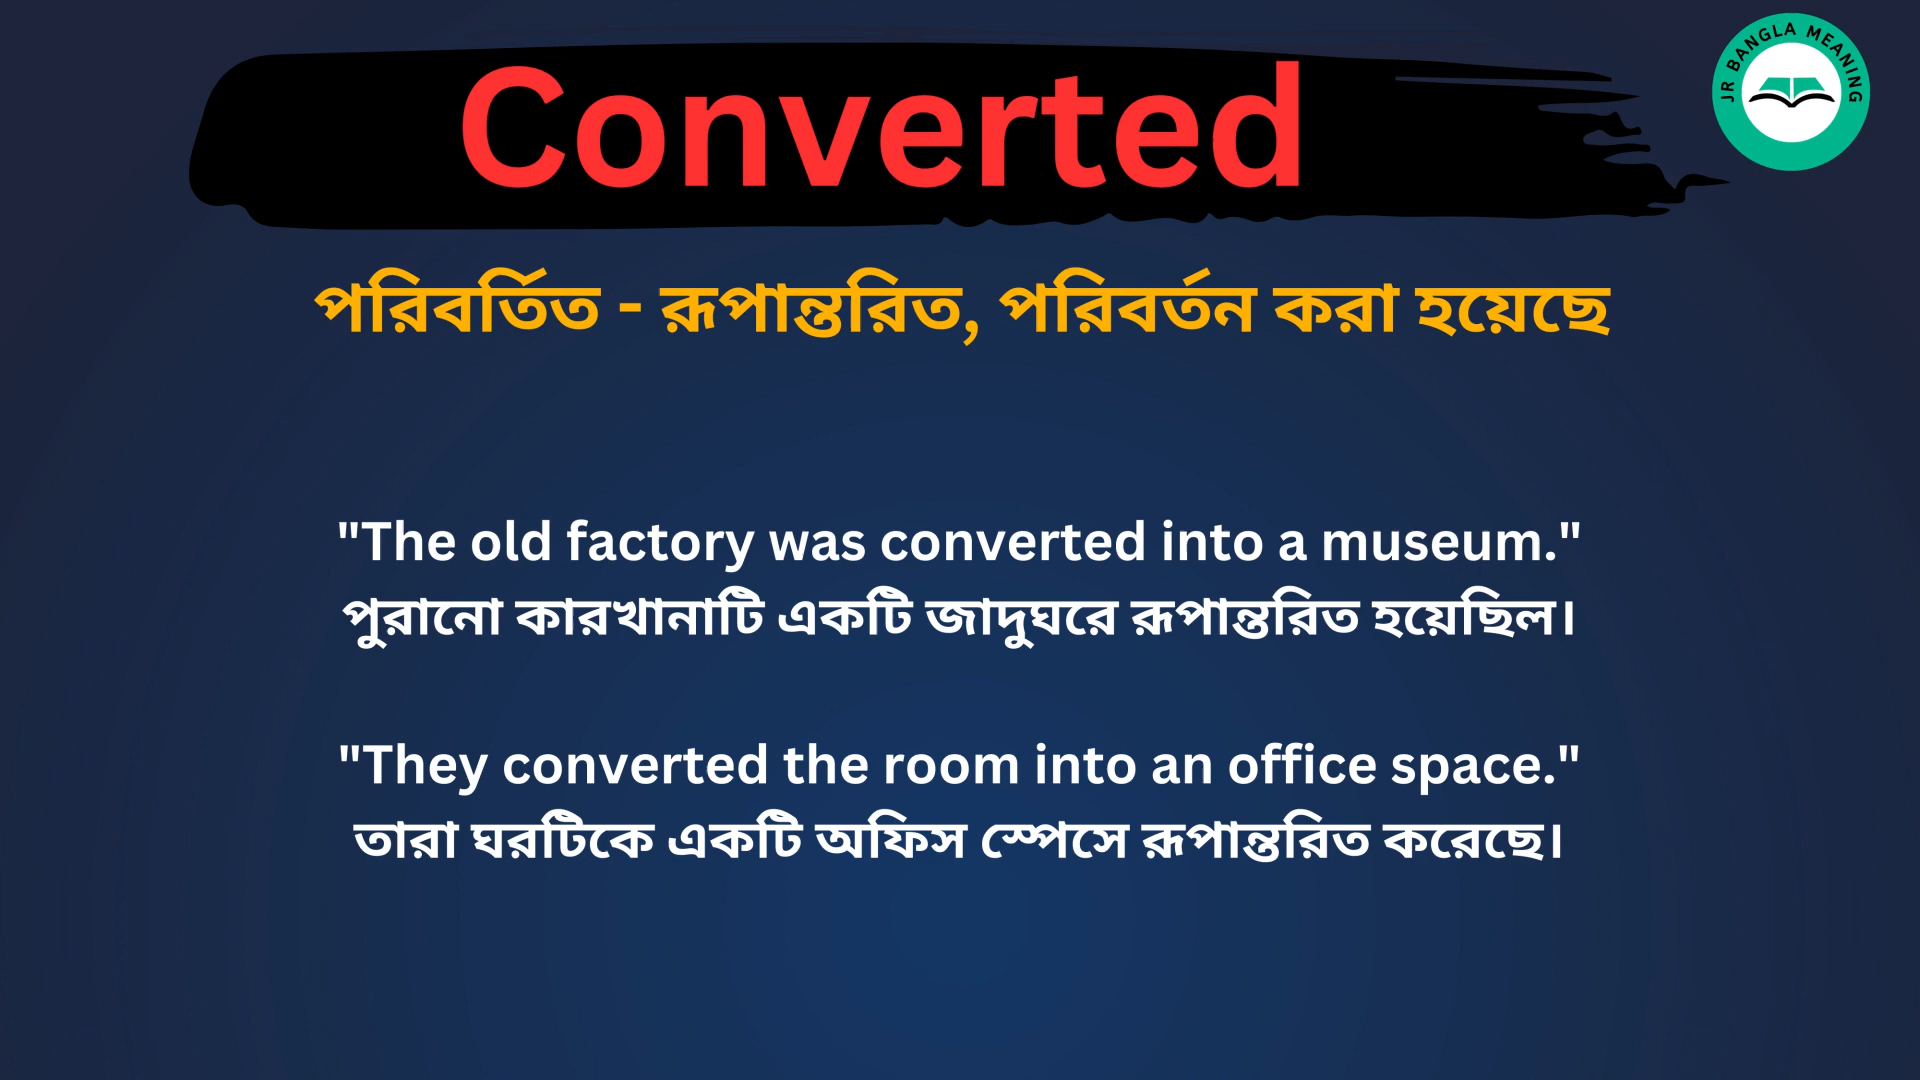 Converted
JR BANGLA MEANING
পরিবর্তিত - রূপান্তরিত, পরিবর্তন করা হয়েছে
"The old factory was converted into a museum."
পুরানো কারখানাটি একটি জাদুঘরে রূপান্তরিত হয়েছিল।
"They converted the room into an office space."
তারা ঘরটিকে একটি অফিস স্পেসে রূপান্তরিত করেছে।